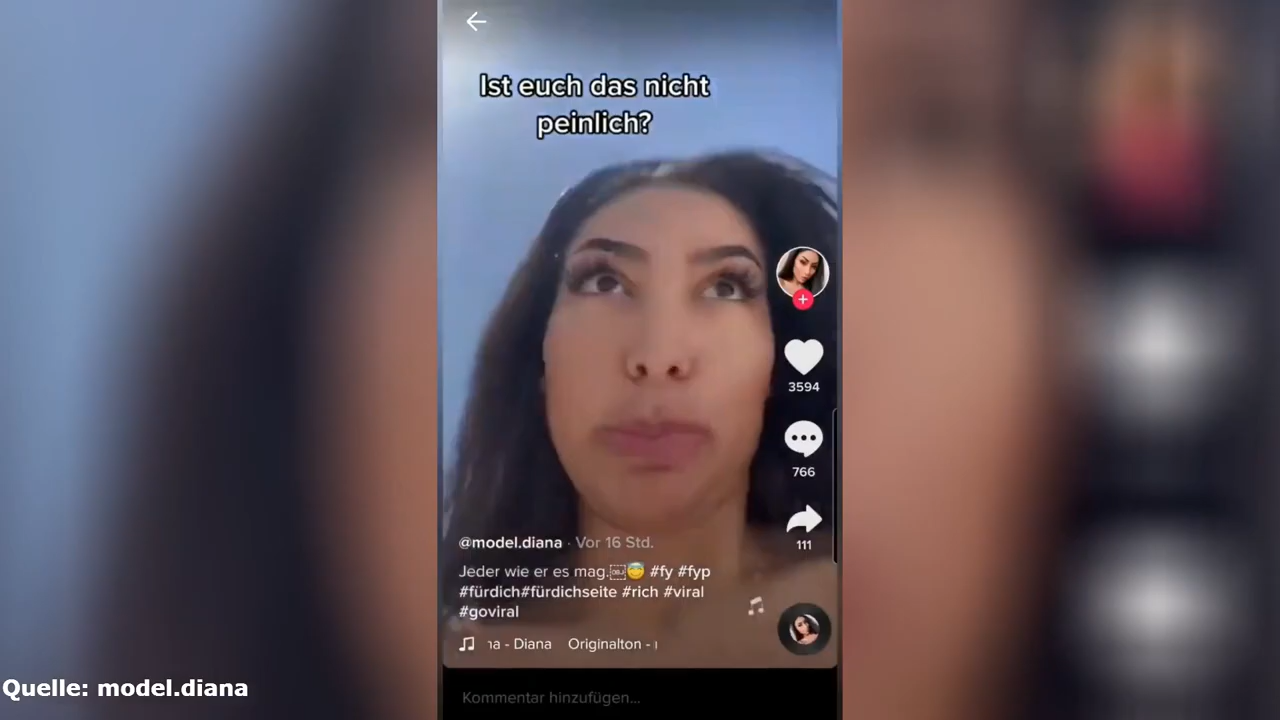 Ist euch das nicht
peinlich?
3594
766
111
@model.diana · Vor 16 Std.
Jeder wie er es mag.￼😇 #fy #fyp
#fürdich#fürdichseite #rich #viral
#goviral
na - Diana Originalton -
Kommentar hinzufügen...
Quelle: model.diana